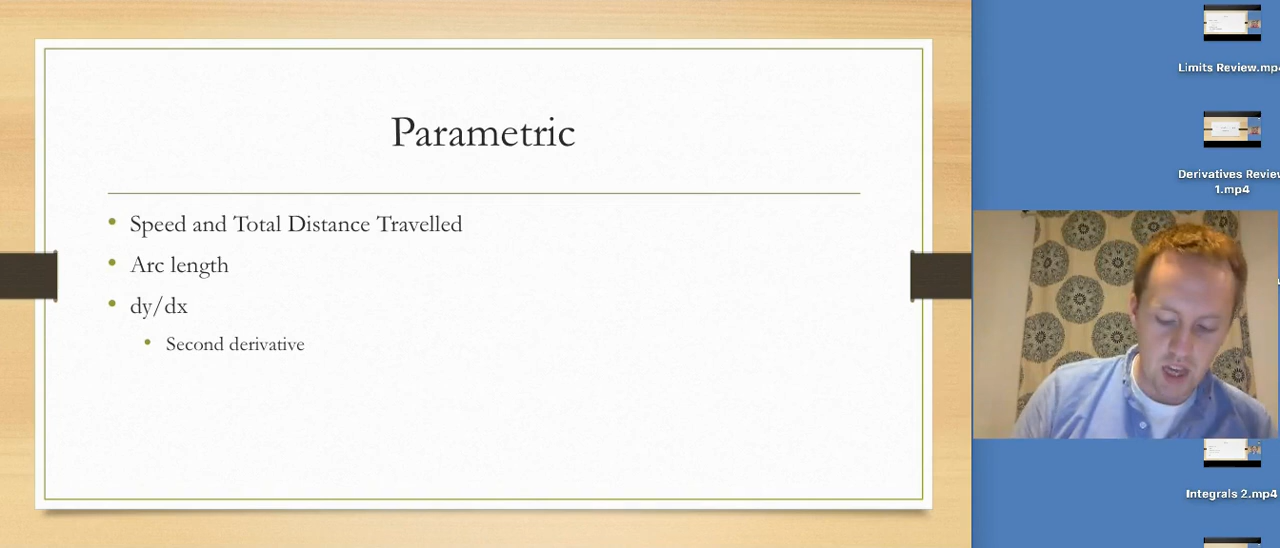 Parametric
Speed and Total Distance Travelled
Arc length
dy/dx
Second derivative
Limits Review.mp4
Derivatives Review
1.mp4
Integrals 2.mp4